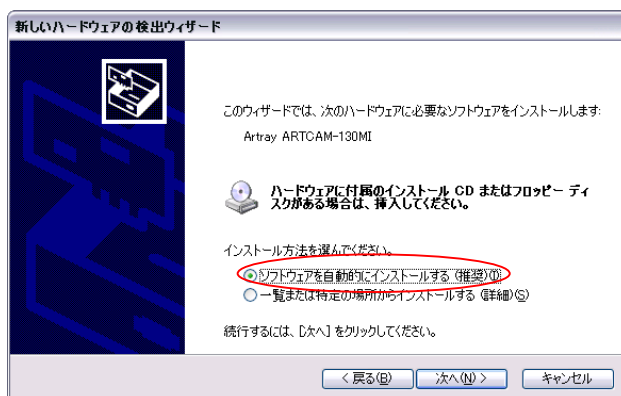 新しいハードウェアの検出ウィザード
このウィザードでは、次のハードウェアに必要なソフトウェアをインストールします:
Artray ARTCAM-130MI
ハードウェアに付属のインストール CD またはフロッピー ディ
スクがある場合は、挿入してください。
インストール方法を選んでください。
ソフトウェアを自動的にインストールする (推奨)(I)
一覧または特定の場所からインストールする (詳細)(S)
続行するには、[次へ] をクリックしてください。
< 戻る(B) 次へ(N) > キャンセル